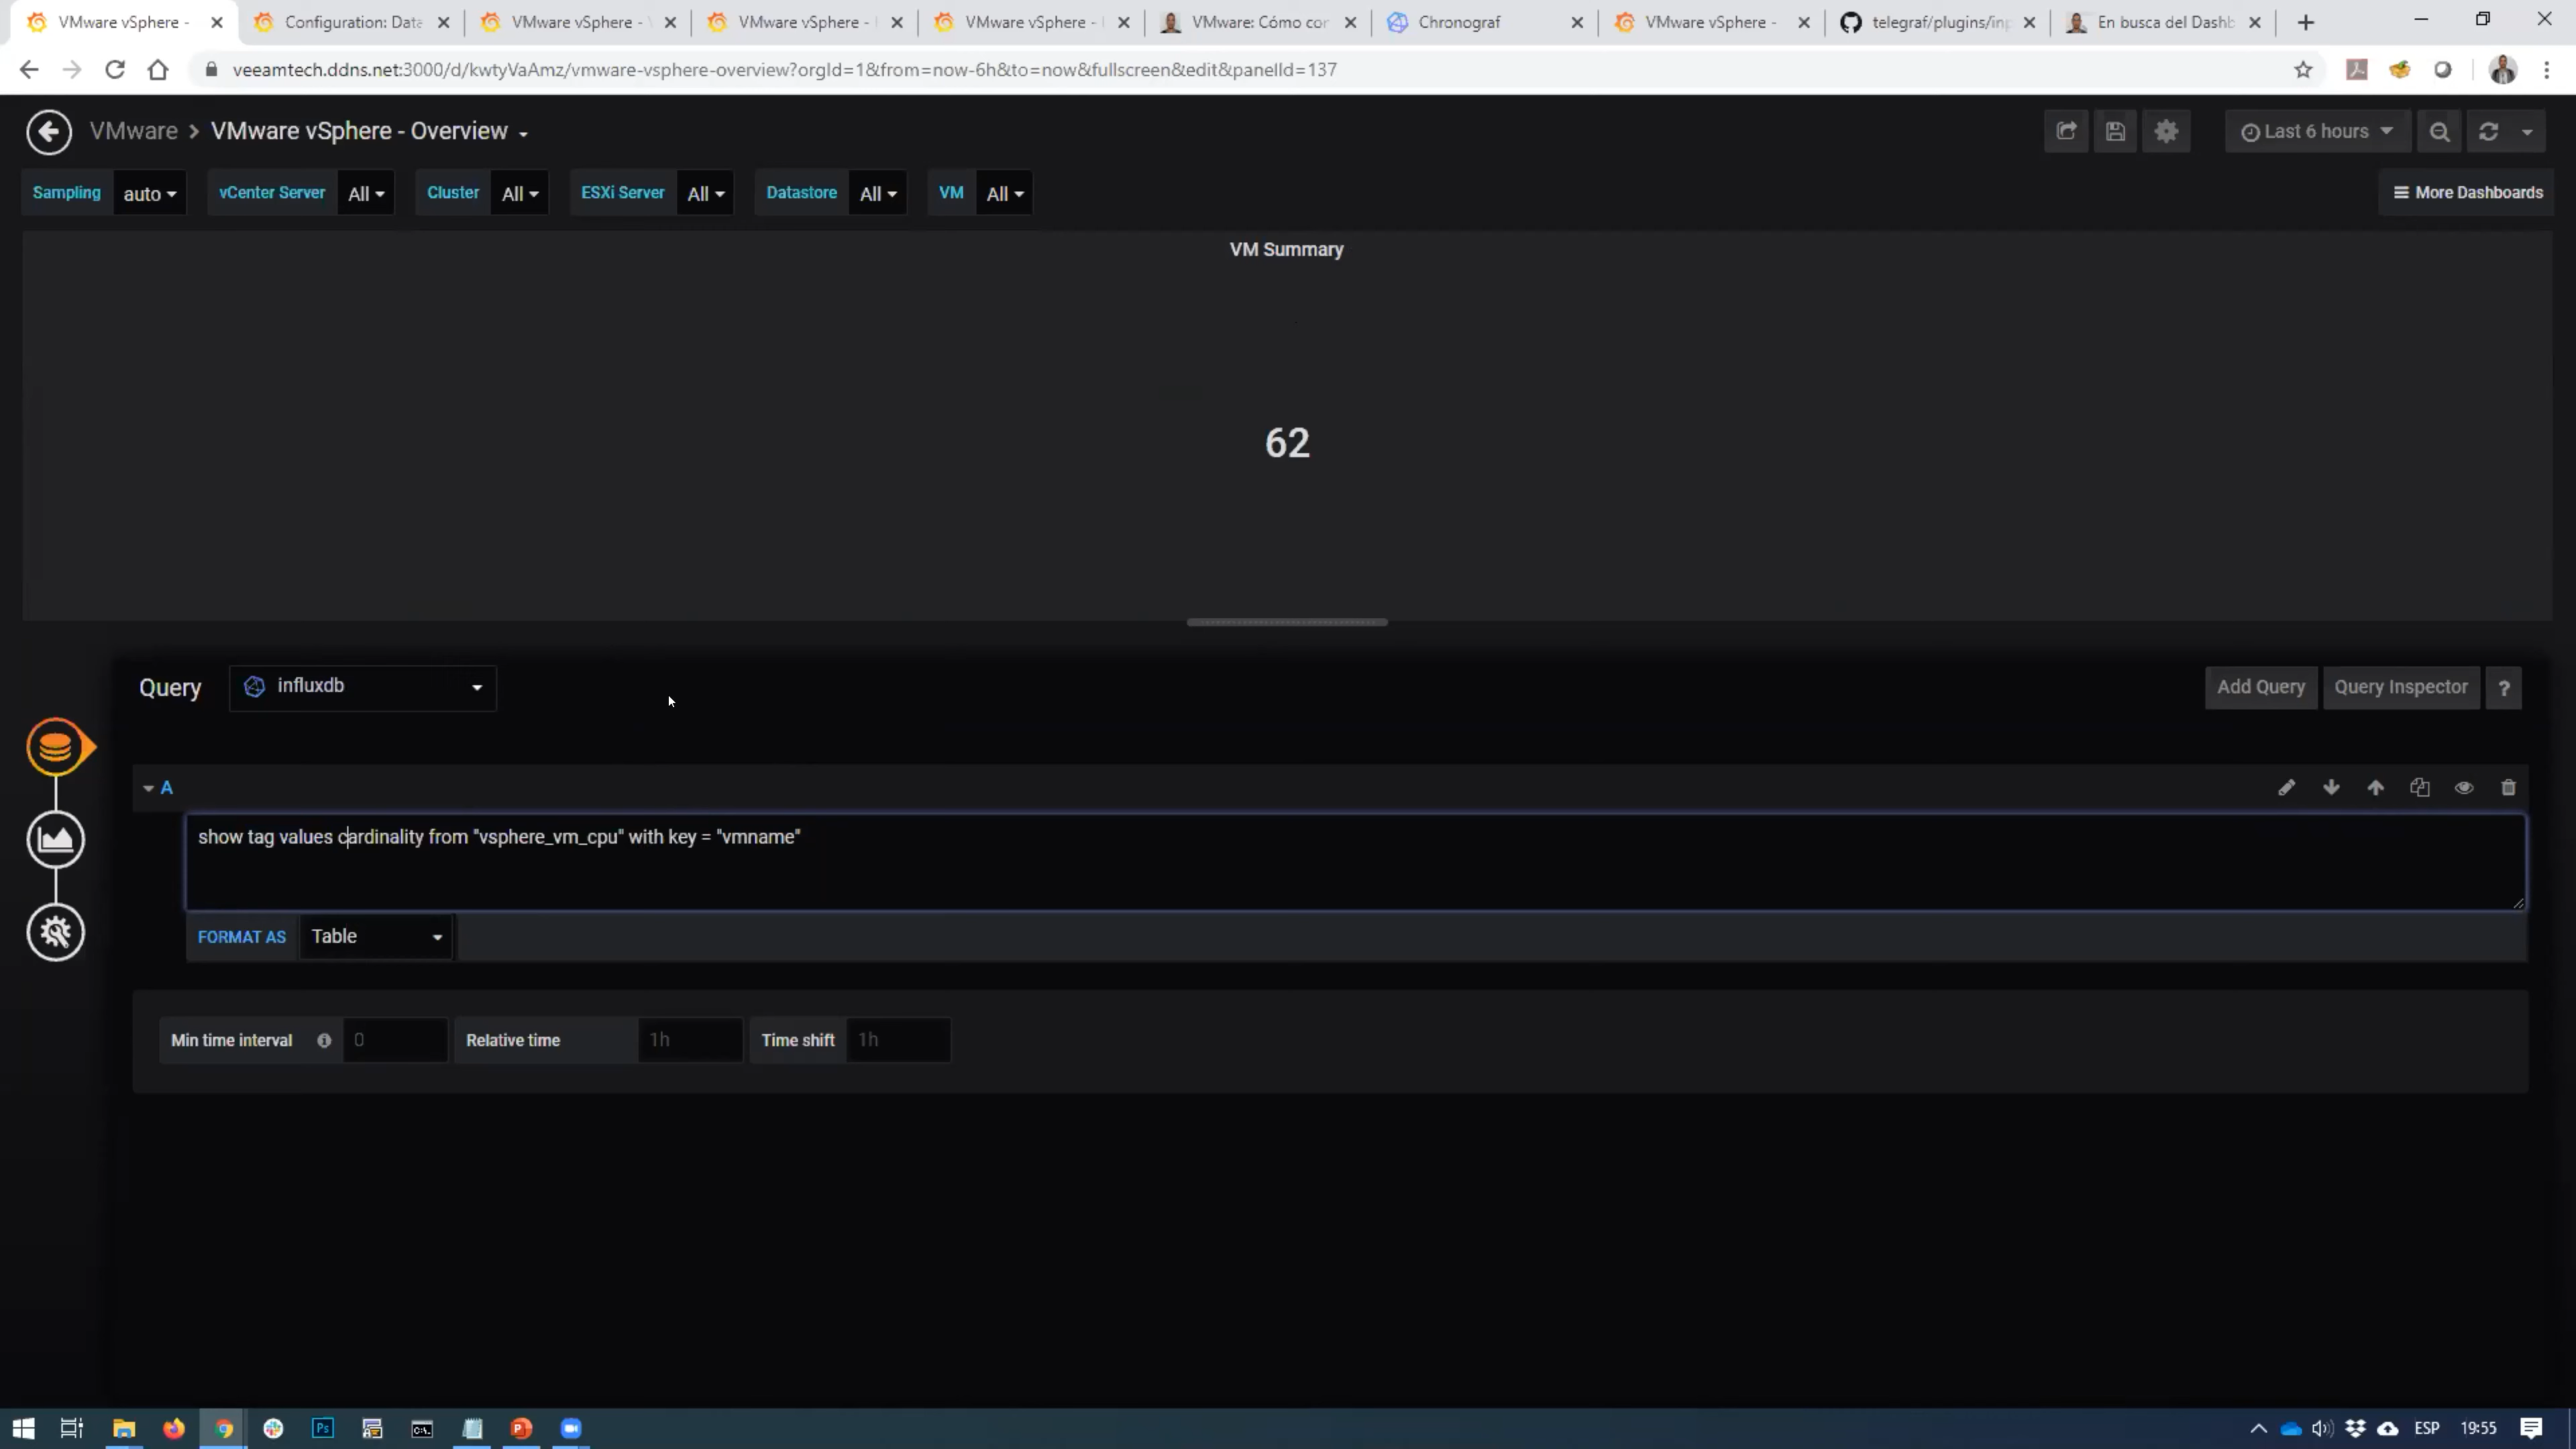 VMware vSphere -
Configuration: Data
VMware vSphere - V
VMware vSphere -
VMware vSphere -
VMware: Cómo con
Chronograf
VMware vSphere -
telegraf/plugins/inp
En busca del Dashb
veeamtech.ddns.net:3000/d/kwtyVaAmz/vmware-vsphere-overview?orgId=1&from=now-6h&to=now&fullscreen&edit&panelId=137
VMware > VMware vSphere - Overview
Last 6 hours
Sampling auto vCenter Server All Cluster All ESXi Server All Datastore All VM All More Dashboards
VM Summary
62
Query influxdb Add Query Query Inspector ?
A
show tag values cardinality from "vsphere_vm_cpu" with key = "vmname"
FORMAT AS Table
Min time interval 0 Relative time 1h Time shift 1h
Ps
C:\.
P
ESP 19:55